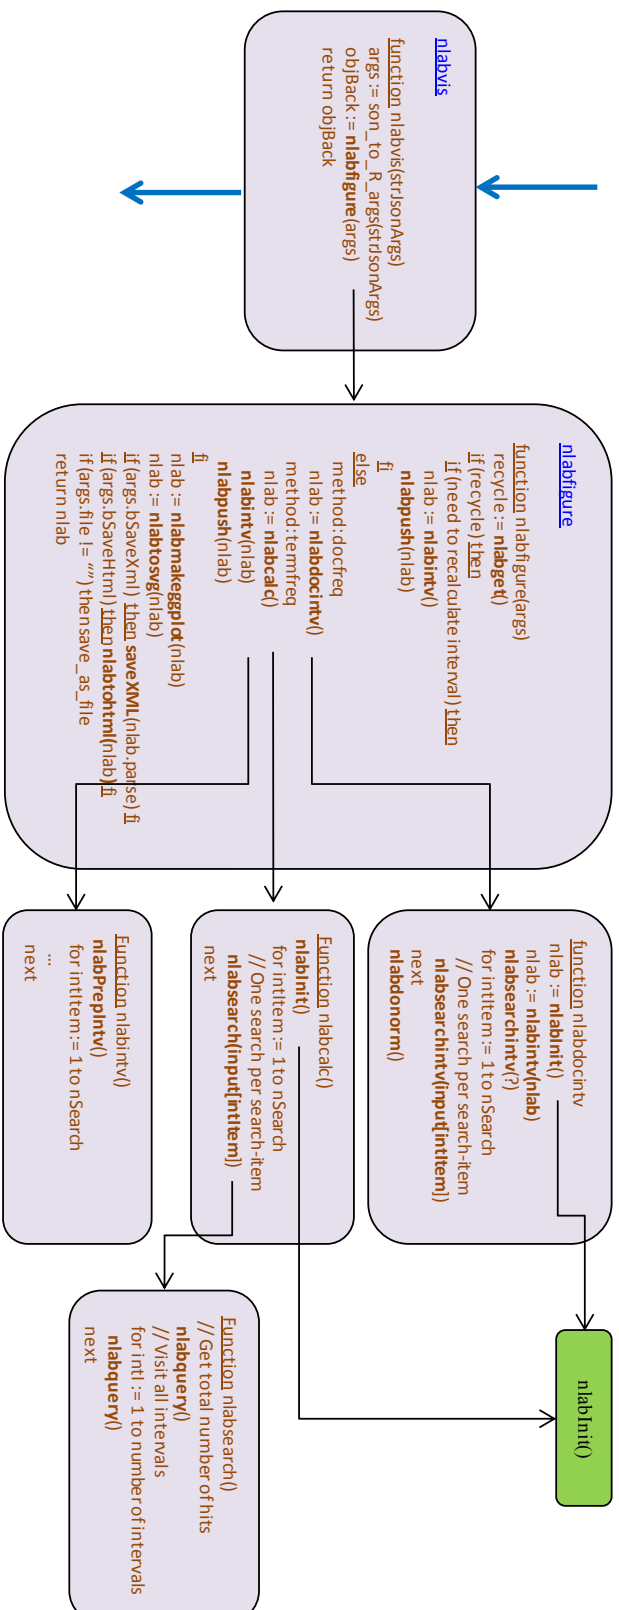 nlabvis
function nlabvis(strJsonArgs)
args := son_to_R_args(strJsonArgs)
objBack := nlabfigure(args)
return objBack
nlabfigure
function nlabfigure(args)
recycle := nlabget()
if (recycle) then
if (need to recalculate interval) then
nlab := nlabintv()
nlabpush(nlab)
fi
else
method::docfreq
nlab := nlabdocintv()
method::termfreq
nlab := nlabcalc()
nlabintv(nlab)
nlabpush(nlab)
fi
nlab := nlabmakeggplot(nlab)
nlab := nlabtosvg(nlab)
if (args.bSaveXml) then saveXML(nlab.parse) fi
if (args.bSaveHtml) then nlabtohtml(nlab) fi
if (args.file != “”) then save_as_file
return nlab
function nlabdocintv
nlab := nlabInit()
nlab := nlabintv(nlab)
nlabsearchintv(?)
for intItem := 1 to nSearch
// One search per search-item
nlabsearchintv(input[intItem])
next
nlabdonorm()
Function nlabcalc()
nlabInit()
for intItem := 1 to nSearch
// One search per search-item
nlabsearch(input[intItem])
next
Function nlabintv()
nlabPrepIntv()
for intItem := 1 to nSearch
...
next
nlabInit()
Function nlabsearch()
// Get total number of hits
nlabquery()
// Visit all intervals
for intI := 1 to number of intervals
nlabquery()
next